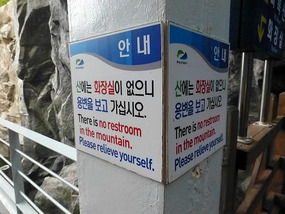 안 내
산에는 화장실이 없으니
용변을 보고 가십시오.
There is no restroom
in the mountain.
Please relieve yourself.
안 내
산에는 화장실이 없으니
용변을 보고 가십시오.
There is no restroom
in the mountain.
Please relieve yourself.